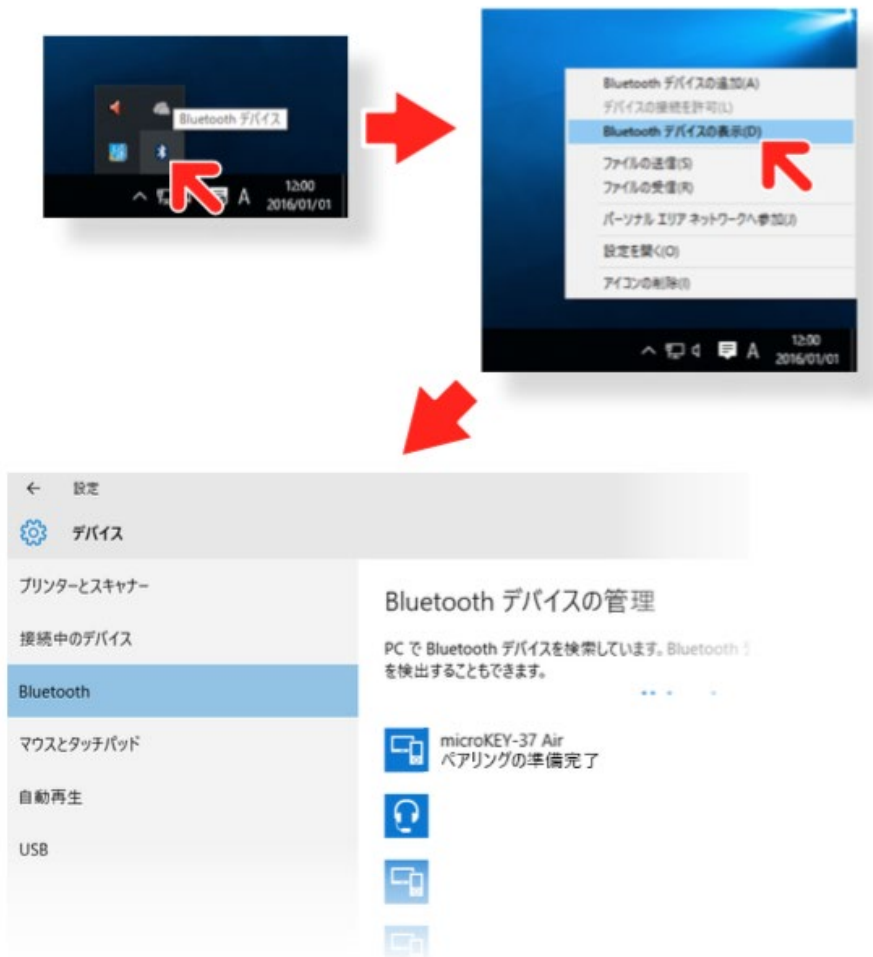 Bluetooth デバイス
A
12:00
2016/01/01
Bluetooth デバイスの追加(A)
デバイスの接続を許可(L)
Bluetooth デバイスの表示(D)
ファイルの送信(S)
ファイルの受信(R)
パーソナル エリア ネットワークへ参加(J)
設定を開く(O)
アイコンの削除(I)
A
12:00
2016/01/01
設定
デバイス
プリンターとスキャナー
接続中のデバイス
Bluetooth
マウスとタッチパッド
自動再生
USB
Bluetooth デバイスの管理
PC で Bluetooth デバイスを検索しています。Bluetooth
を検出することもできます。
microKEY-37 Air
ペアリングの準備完了